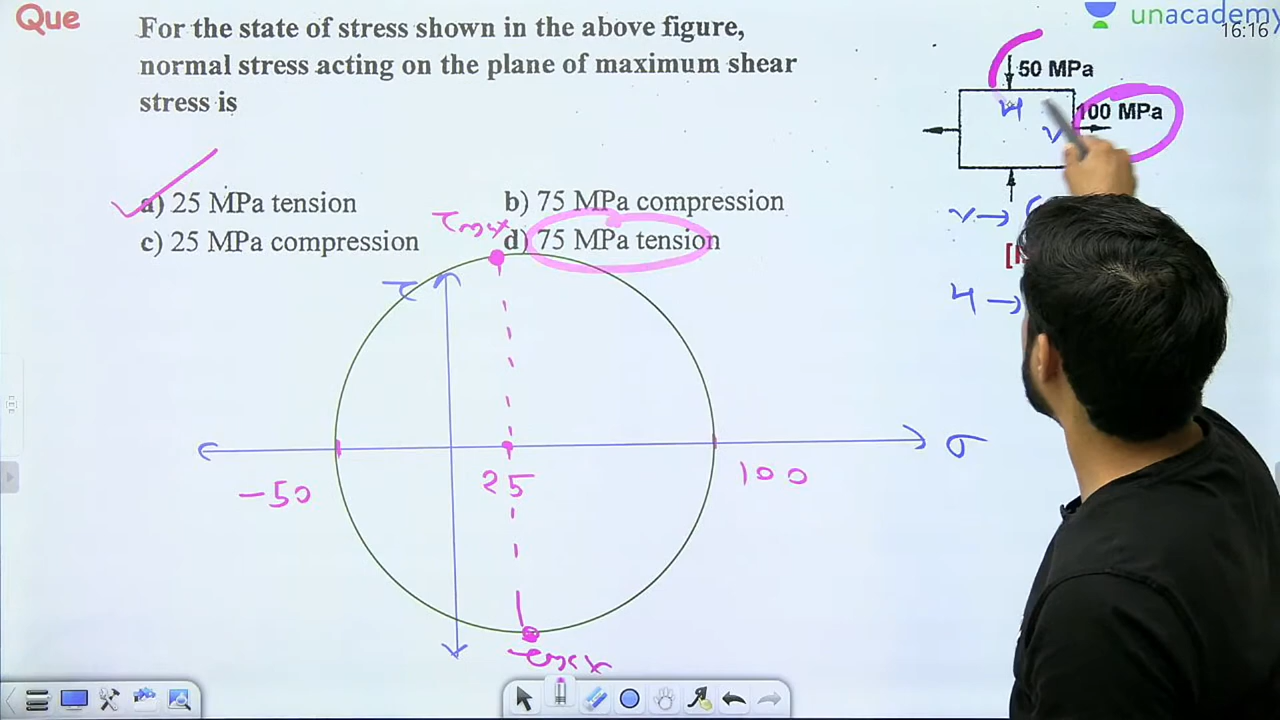 Que
unacademy
16:16
For the state of stress shown in the above figure,
normal stress acting on the plane of maximum shear
stress is
50 MPa
100 MPa
H
V
a) 25 MPa tension
b) 75 MPa compression
c) 25 MPa compression
d) 75 MPa tension
V →
H →
τmax
τ
σ
-50
25
100
τmax